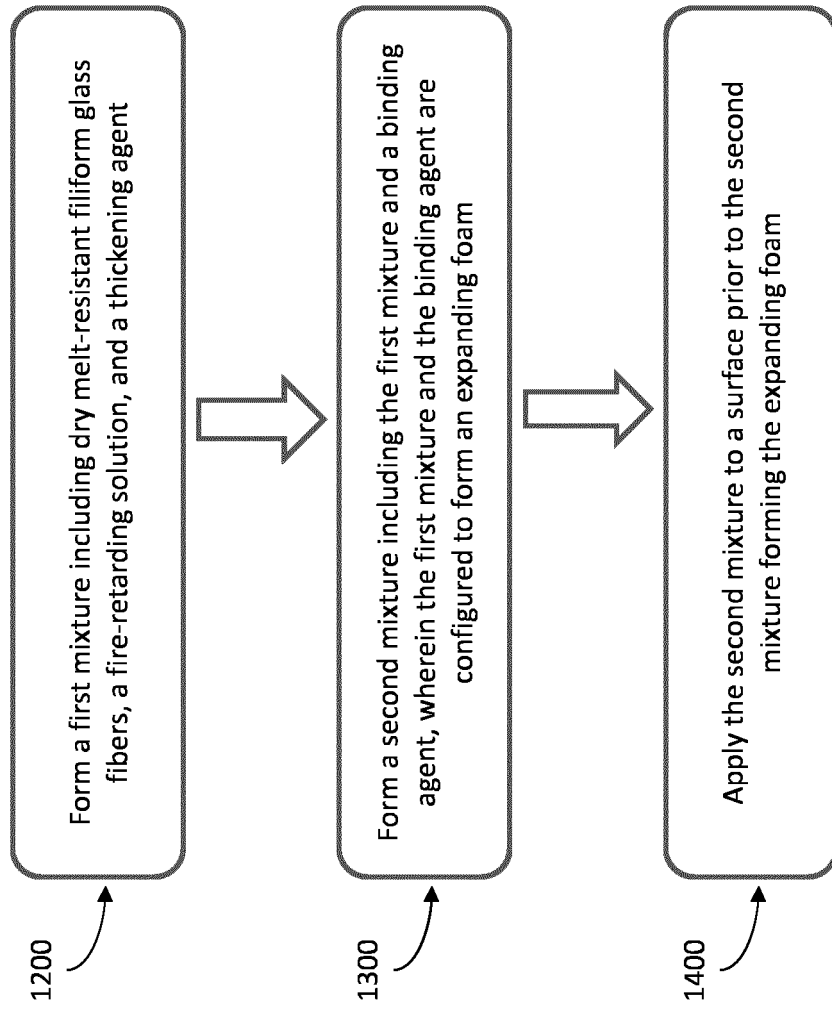 1200
Form a first mixture including dry melt-resistant filiform glass
fibers, a fire-retarding solution, and a thickening agent
1300
Form a second mixture including the first mixture and a binding
agent, wherein the first mixture and the binding agent are
configured to form an expanding foam
1400
Apply the second mixture to a surface prior to the second
mixture forming the expanding foam